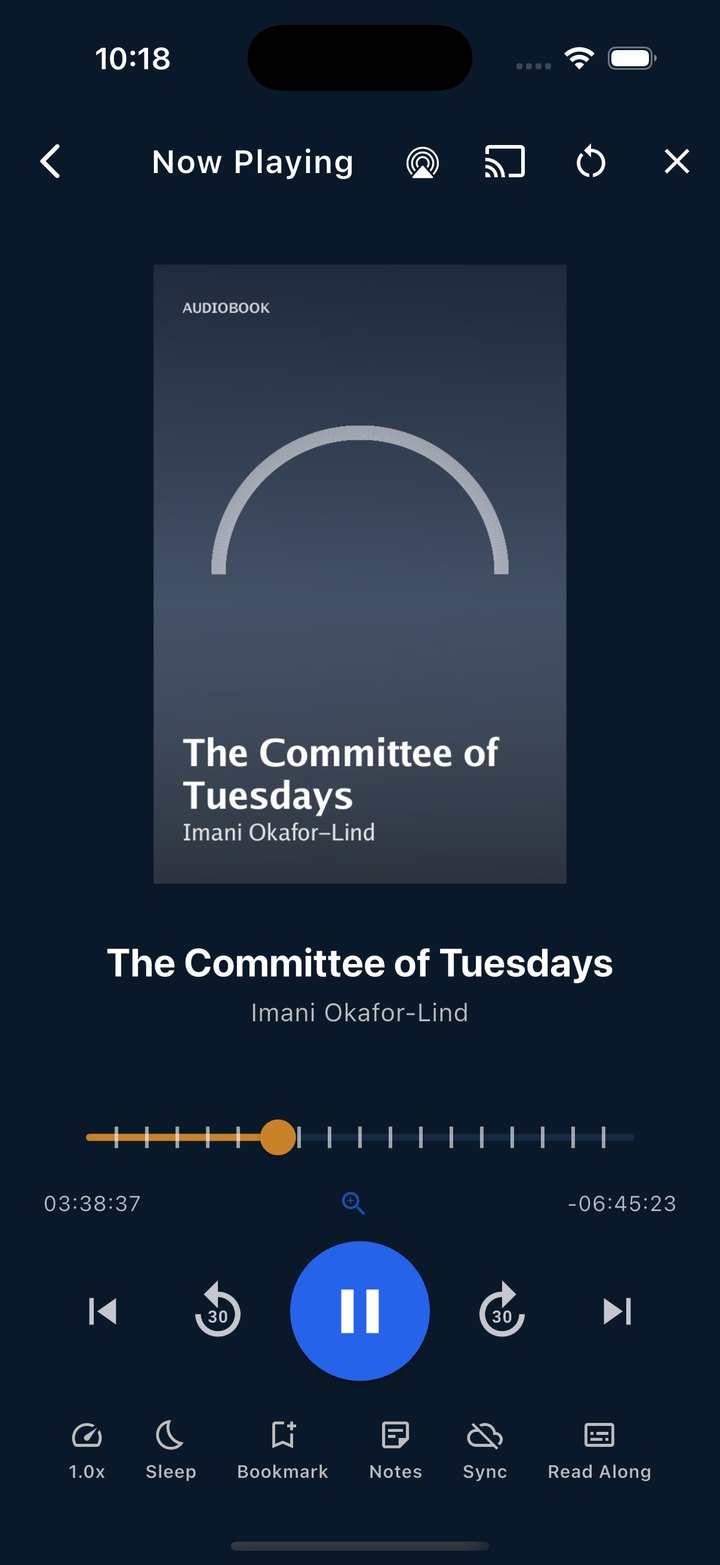 10:18
Now Playing
AUDIOBOOK
The Committee of
Tuesdays
Imani Okafor–Lind
The Committee of Tuesdays
Imani Okafor-Lind
03:38:37
-06:45:23
30
30
1.0x
Sleep
Bookmark
Notes
Sync
Read Along